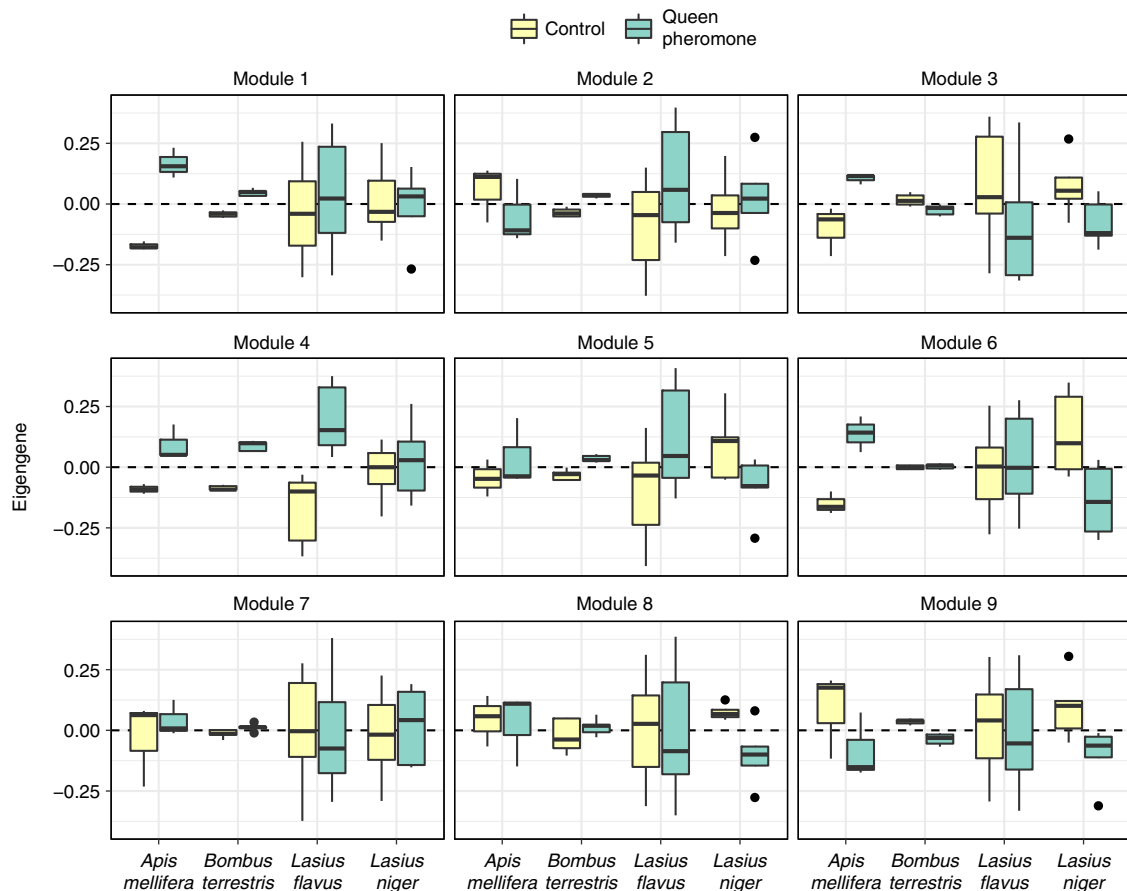 Control
Queen
pheromone
Module 1
Module 2
Module 3
0.25
0.00
−0.25
Module 4
Module 5
Module 6
Eigengene
0.25
0.00
−0.25
Module 7
Module 8
Module 9
0.25
0.00
−0.25
Apis
mellifera
Bombus
terrestris
Lasius
flavus
Lasius
niger
Apis
mellifera
Bombus
terrestris
Lasius
flavus
Lasius
niger
Apis
mellifera
Bombus
terrestris
Lasius
flavus
Lasius
niger